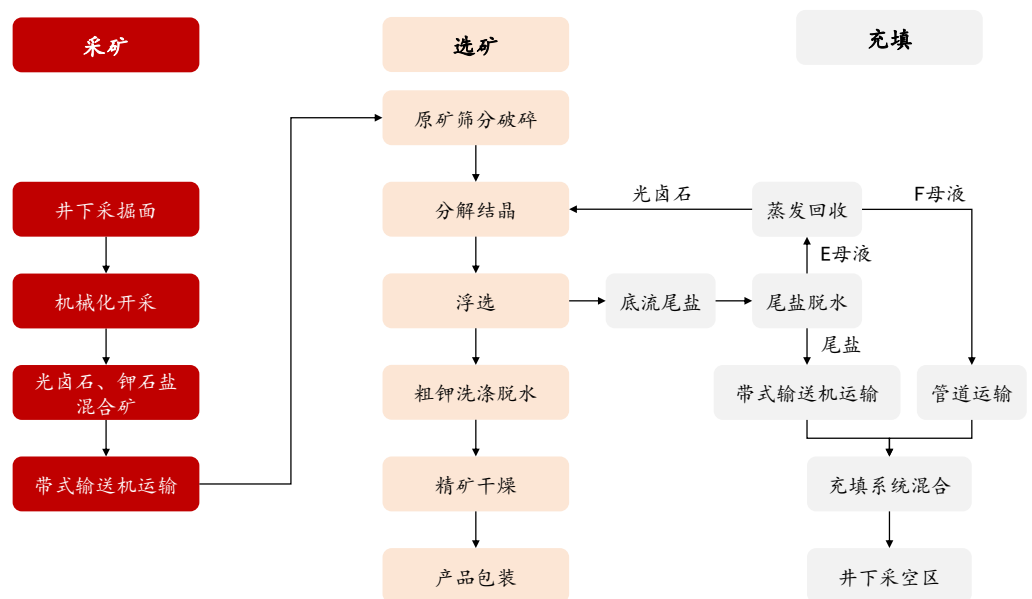 采矿
选矿
充填
原矿筛分破碎
井下采掘面
分解结晶
光卤石
蒸发回收
F母液
E母液
机械化开采
浮选
底流尾盐
尾盐脱水
尾盐
光卤石、钾石盐
混合矿
粗钾洗涤脱水
带式输送机运输
管道运输
带式输送机运输
精矿干燥
充填系统混合
产品包装
井下采空区